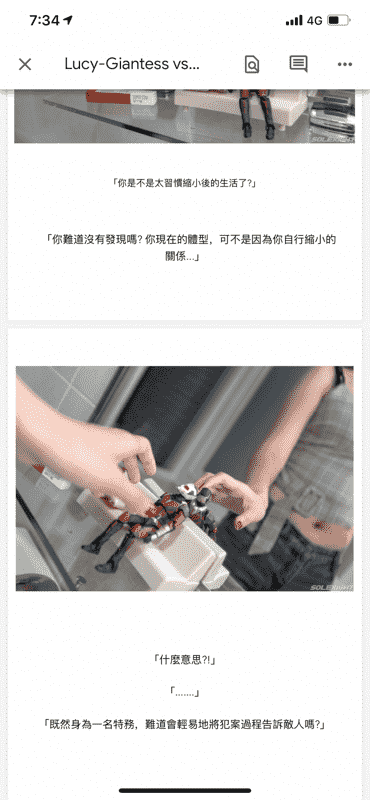 7:34
4G
Lucy-Giantess vs...
SOLE
「你是不是太習慣縮小後的生活了?」
「你難道沒有發現嗎? 你現在的體型，可不是因為你自行縮小的
關係...」
SOLE
「什麼意思?!」
「.......」
「既然身為一名特務，難道會輕易地將犯案過程告訴敵人嗎?」